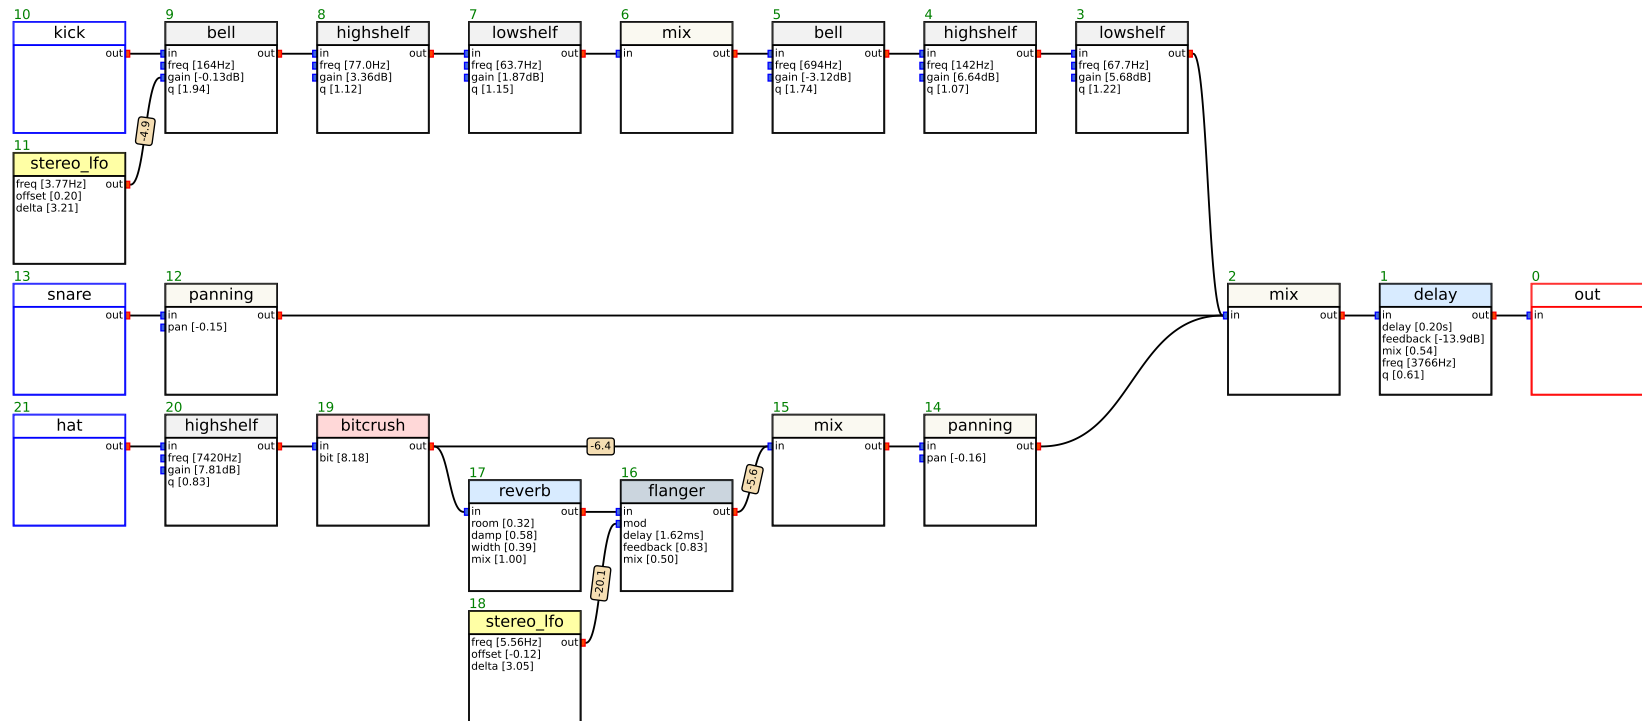 10
kick
out
9
bell
in out
freq [164Hz]
gain [-0.13dB]
q [1.94]
8
highshelf
in out
freq [77.0Hz]
gain [3.36dB]
q [1.12]
7
lowshelf
in out
freq [63.7Hz]
gain [1.87dB]
q [1.15]
6
mix
in out
5
bell
in out
freq [694Hz]
gain [-3.12dB]
q [1.74]
4
highshelf
in out
freq [142Hz]
gain [6.64dB]
q [1.07]
3
lowshelf
in out
freq [67.7Hz]
gain [5.68dB]
q [1.22]
-4.9
11
stereo_lfo
freq [3.77Hz] out
offset [0.20]
delta [3.21]
13
snare
out
12
panning
in out
pan [-0.15]
2
mix
in out
1
delay
in out
delay [0.20s]
feedback [-13.9dB]
mix [0.54]
freq [3766Hz]
q [0.61]
0
out
in
21
hat
out
20
highshelf
in out
freq [7420Hz]
gain [7.81dB]
q [0.83]
19
bitcrush
in out
bit [8.18]
-6.4
15
mix
in out
14
panning
in out
pan [-0.16]
17
reverb
in out
room [0.32]
damp [0.58]
width [0.39]
mix [1.00]
16
flanger
in out
mod
delay [1.62ms]
feedback [0.83]
mix [0.50]
-5.6
-20.1
18
stereo_lfo
freq [5.56Hz] out
offset [-0.12]
delta [3.05]